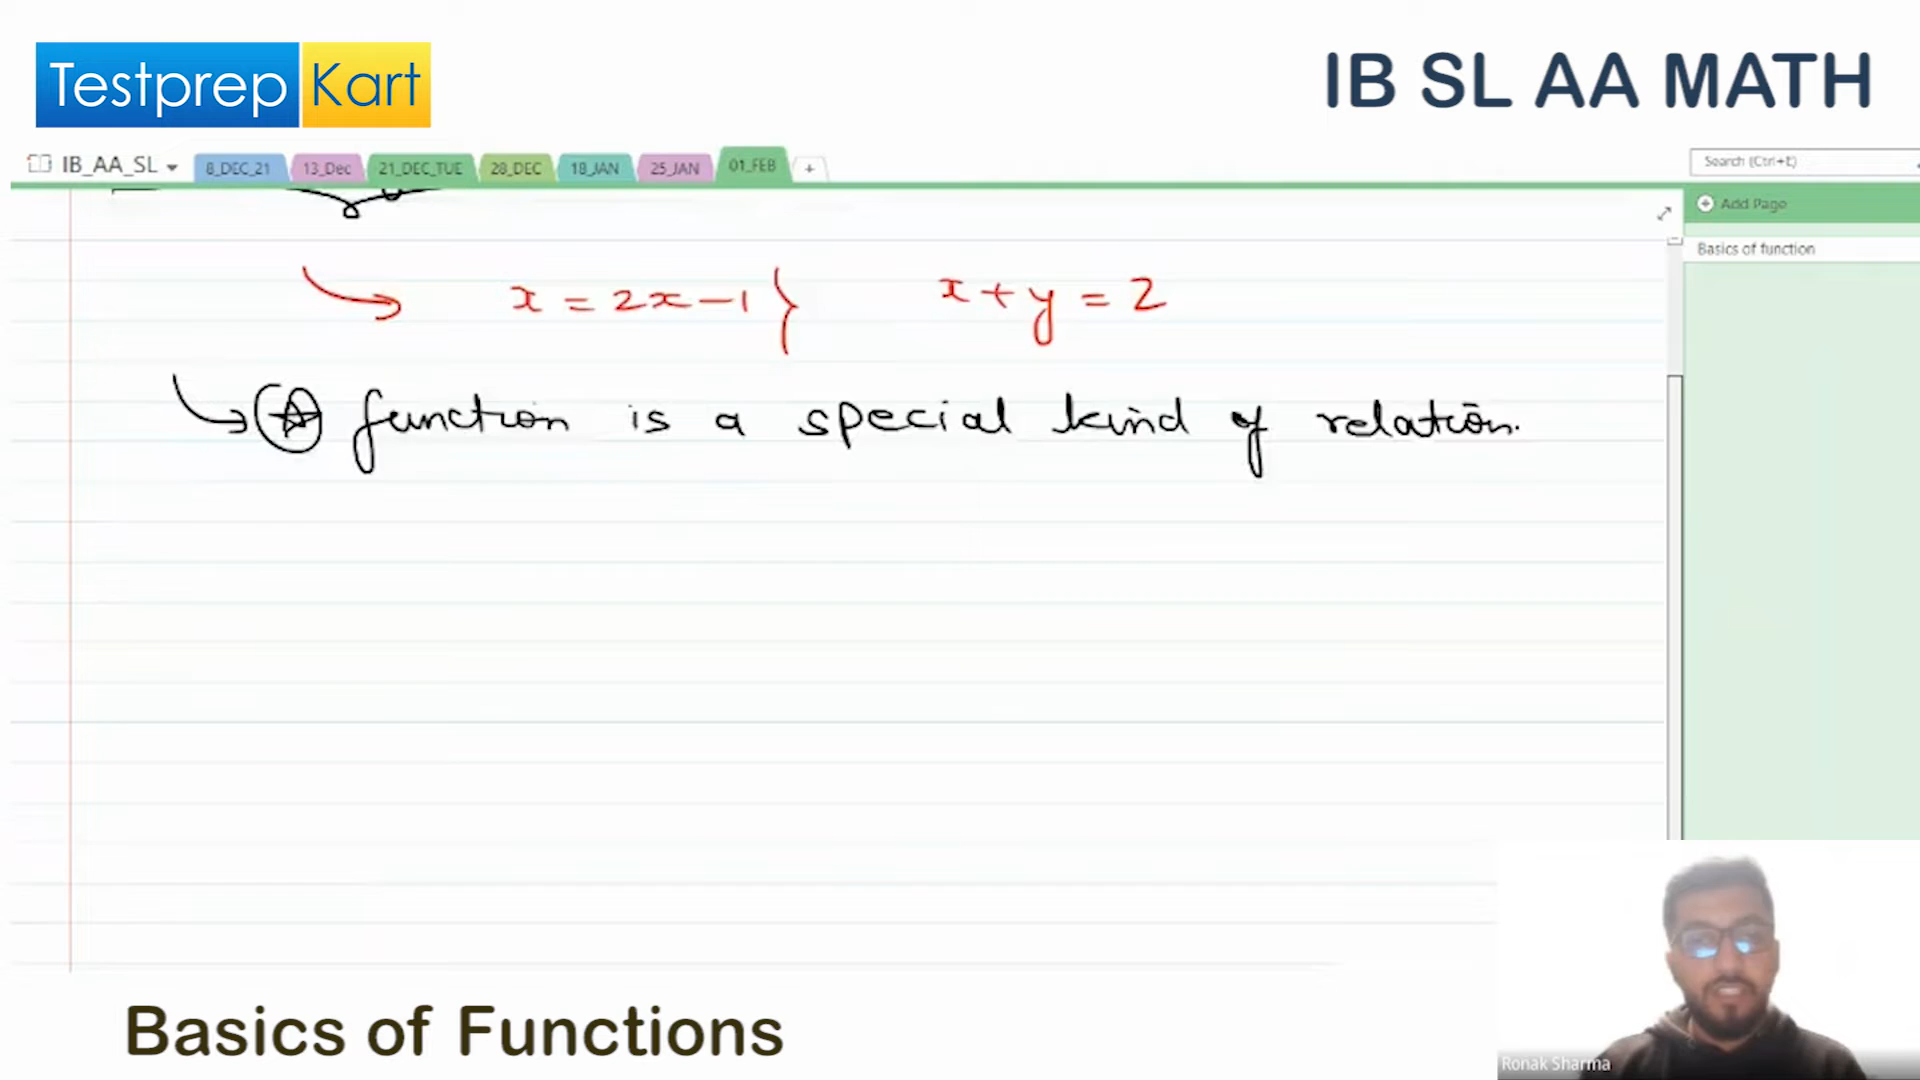 Testprep Kart
IB SL AA MATH
IB_AA_SL
8_DEC_21
13_Dec
21_DEC_TUE
28_DEC
18_JAN
25_JAN
01_FEB
+
Search (Ctrl+E)
Add Page
Basics of function
x = 2x - 1 } x + y = 2
function is a special kind of relation.
Basics of Functions
Ronak Sharma